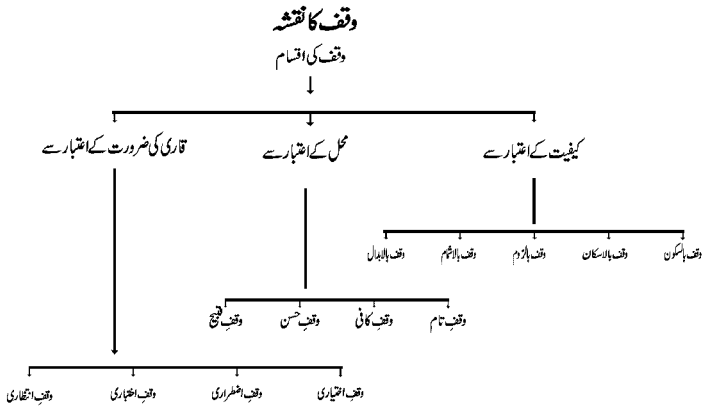 وقف کا نقشہ
وقف کی اقسام
کیفیت کے اعتبار سے
محل کے اعتبار سے
قاری کی ضرورت کے اعتبار سے
وقف بالسکون
وقف بالاسکان
وقف بالروم
وقف بالاشمام
وقف بالابدال
وقفِ تام
وقفِ کافی
وقفِ حسن
وقفِ قبیح
وقفِ اختیاری
وقفِ اضطراری
وقفِ اختباری
وقفِ انتظاری